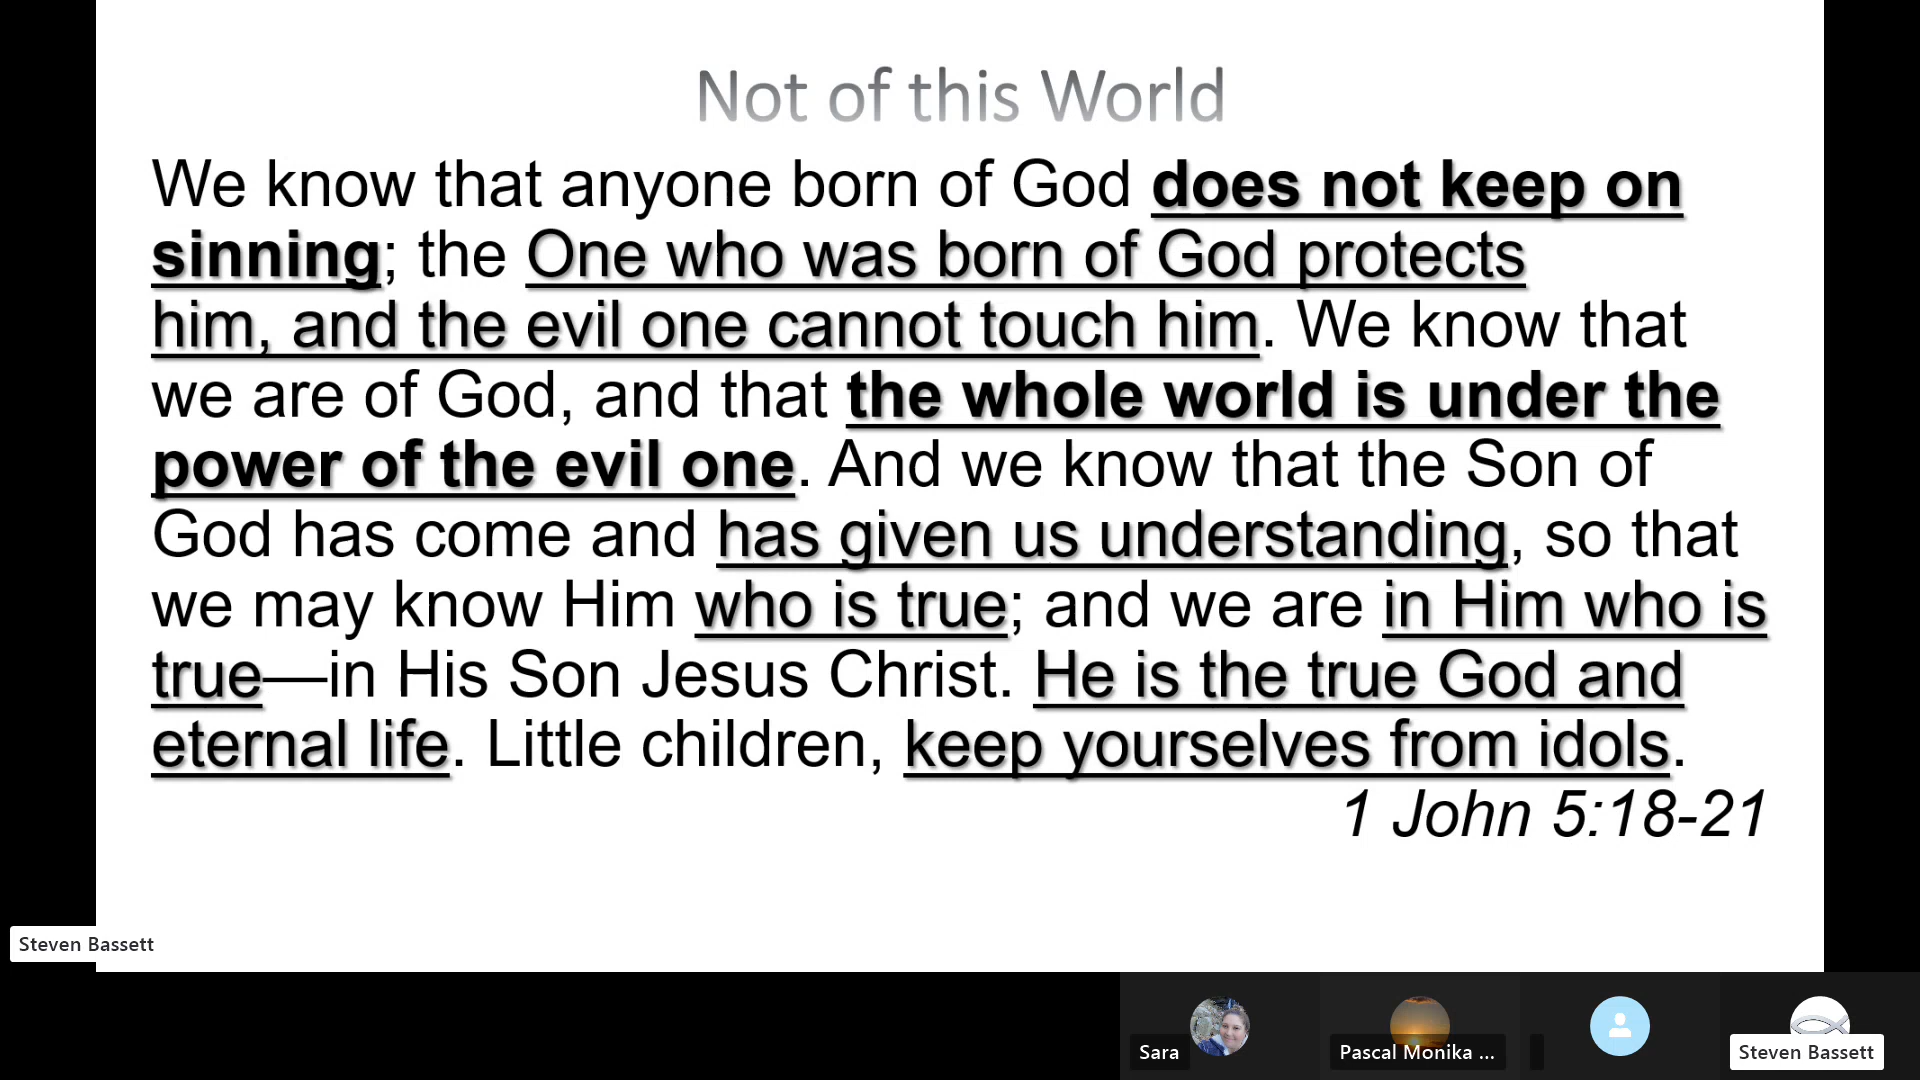 Not of this World
We know that anyone born of God does not keep on
sinning; the One who was born of God protects
him, and the evil one cannot touch him. We know that
we are of God, and that the whole world is under the
power of the evil one. And we know that the Son of
God has come and has given us understanding, so that
we may know Him who is true; and we are in Him who is
true—in His Son Jesus Christ. He is the true God and
eternal life. Little children, keep yourselves from idols.
1 John 5:18-21
Steven Bassett
Sara
Pascal Monika ...
Steven Bassett